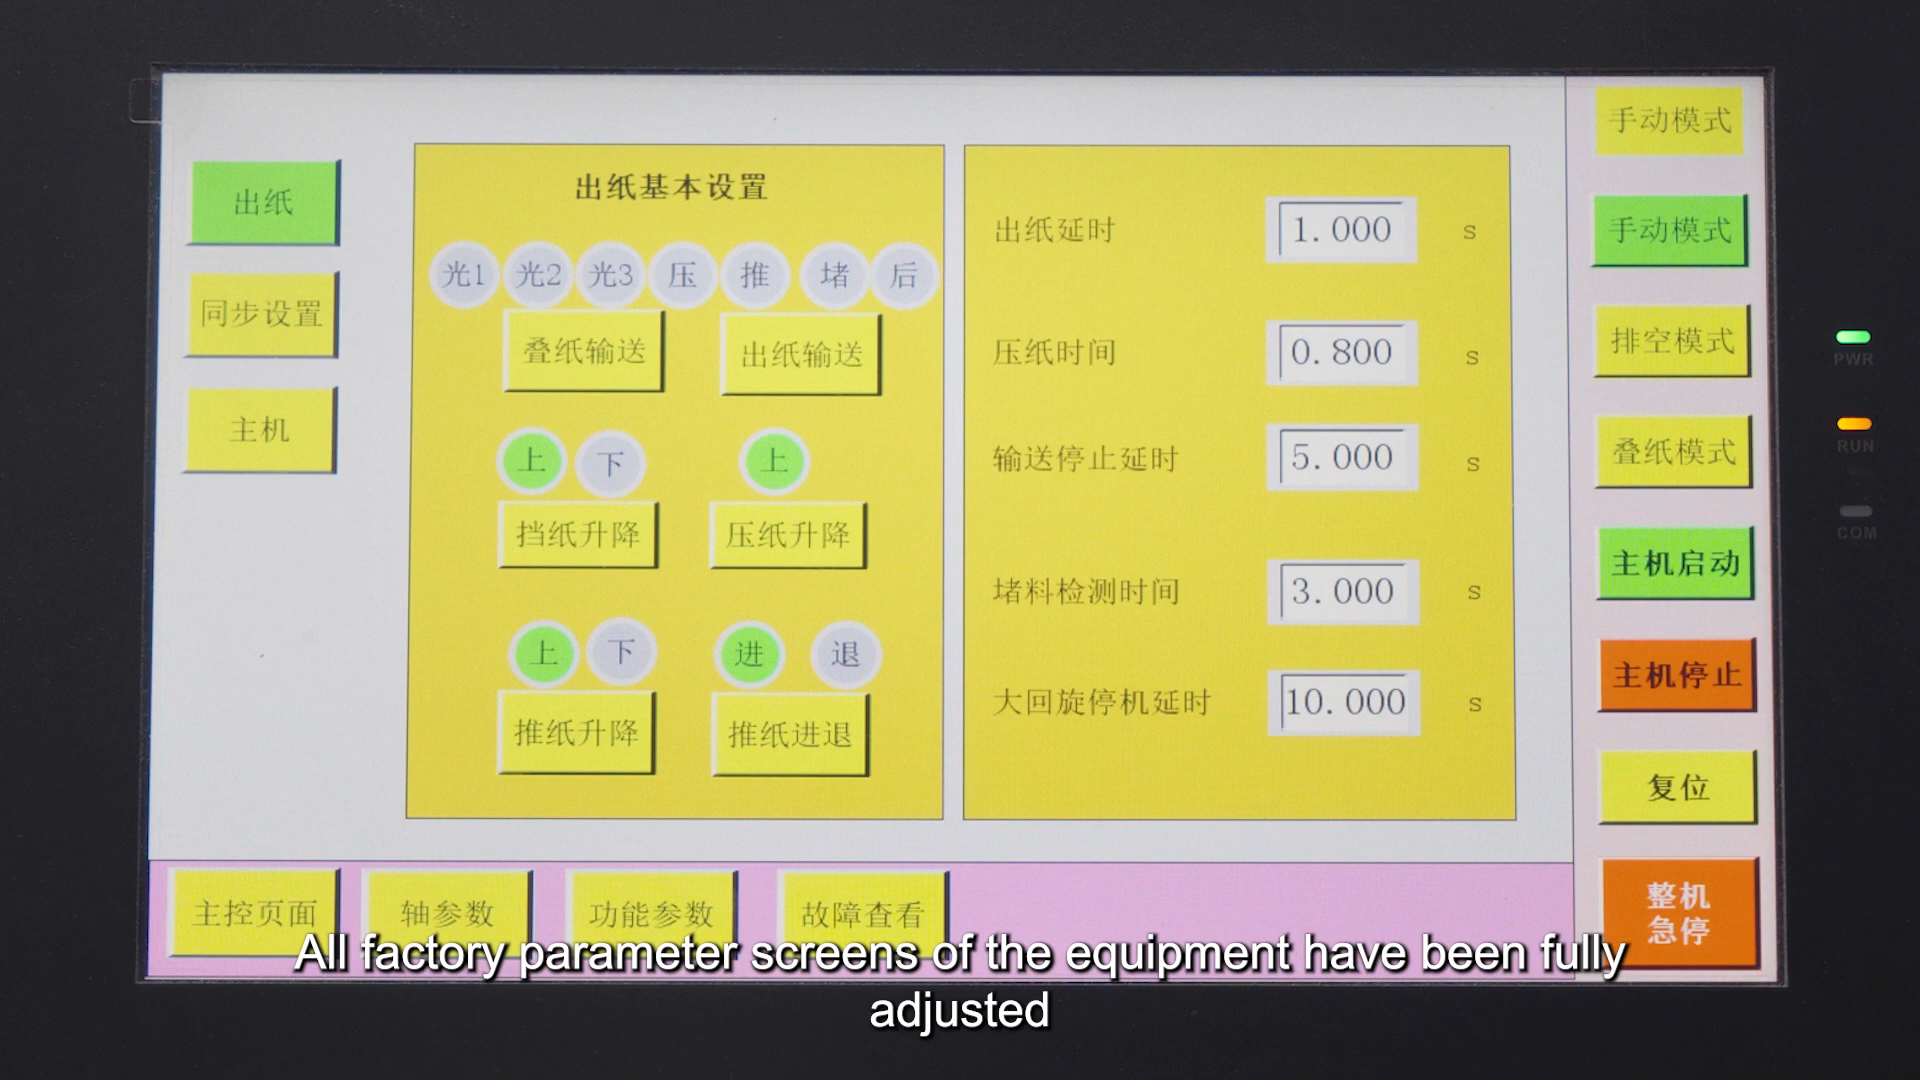 出纸
同步设置
主机
出纸基本设置
光1 光2 光3 压 推 堵 后
叠纸输送 出纸输送
上 下 上
挡纸升降 压纸升降
上 下 进 退
推纸升降 推纸进退
出纸延时 1.000 s
压纸时间 0.800 s
输送停止延时 5.000 s
堵料检测时间 3.000 s
大回旋停机延时 10.000 s
手动模式
手动模式
排空模式
叠纸模式
主机启动
主机停止
复位
整机
急停
PWR
RUN
COM
主控页面 轴参数 功能参数 故障查看
All factory parameter screens of the equipment have been fully
adjusted